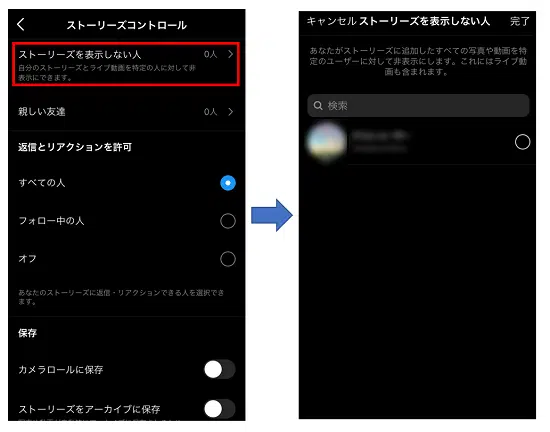 ストーリーズコントロール
ストーリーズを表示しない人 0人
自分のストーリーズとライブ動画を特定の人に対して非
表示にできます。
親しい友達 0人
返信とリアクションを許可
すべての人
フォロー中の人
オフ
あなたのストーリーズに返信・リアクションできる人を選択でき
ます。
保存
カメラロールに保存
ストーリーズをアーカイブに保存
キャンセル ストーリーズを表示しない人 完了
あなたがストーリーズに追加したすべての写真や動画を特
定のユーザーに対して非表示にします。これにはライブ動
画も含まれます。
検索